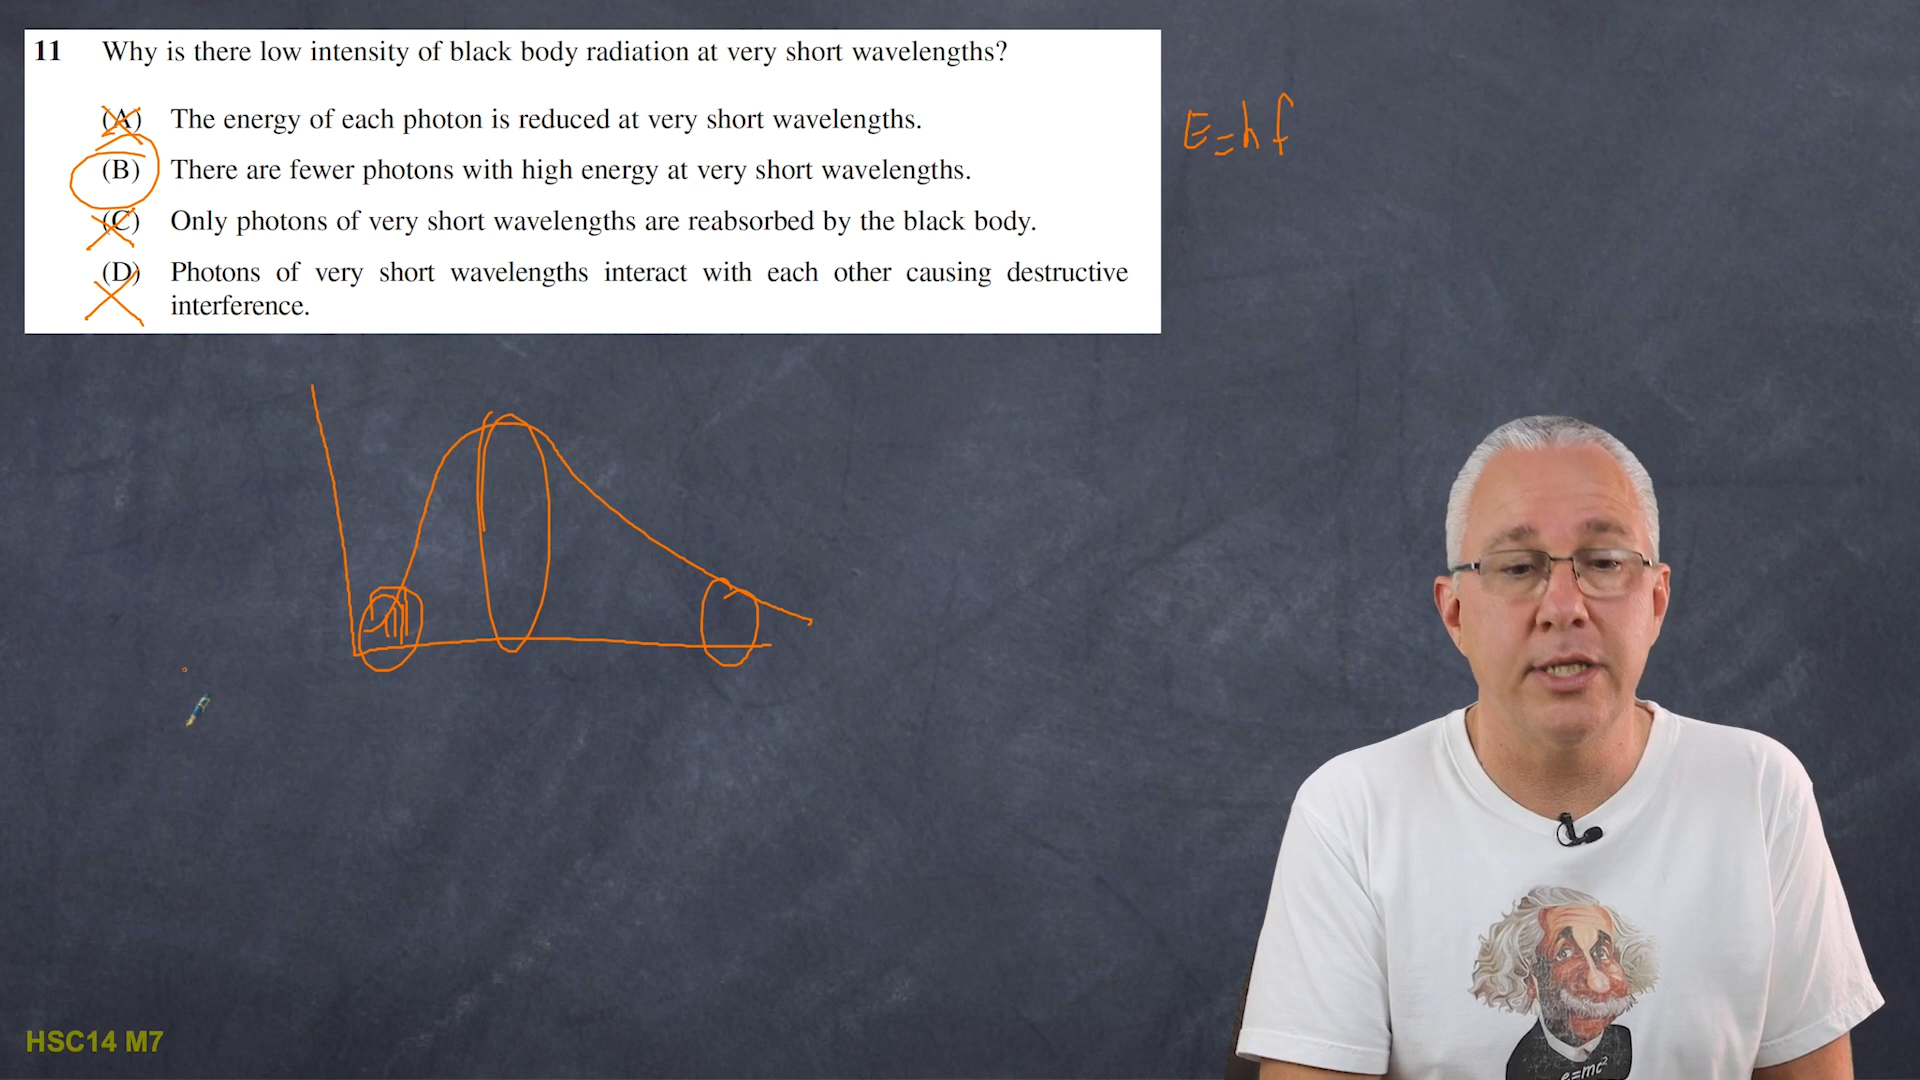 11 Why is there low intensity of black body radiation at very short wavelengths?
(A) The energy of each photon is reduced at very short wavelengths.
E=hf
(B) There are fewer photons with high energy at very short wavelengths.
(C) Only photons of very short wavelengths are reabsorbed by the black body.
(D) Photons of very short wavelengths interact with each other causing destructive
interference.
e=mc²
HSC14 M7